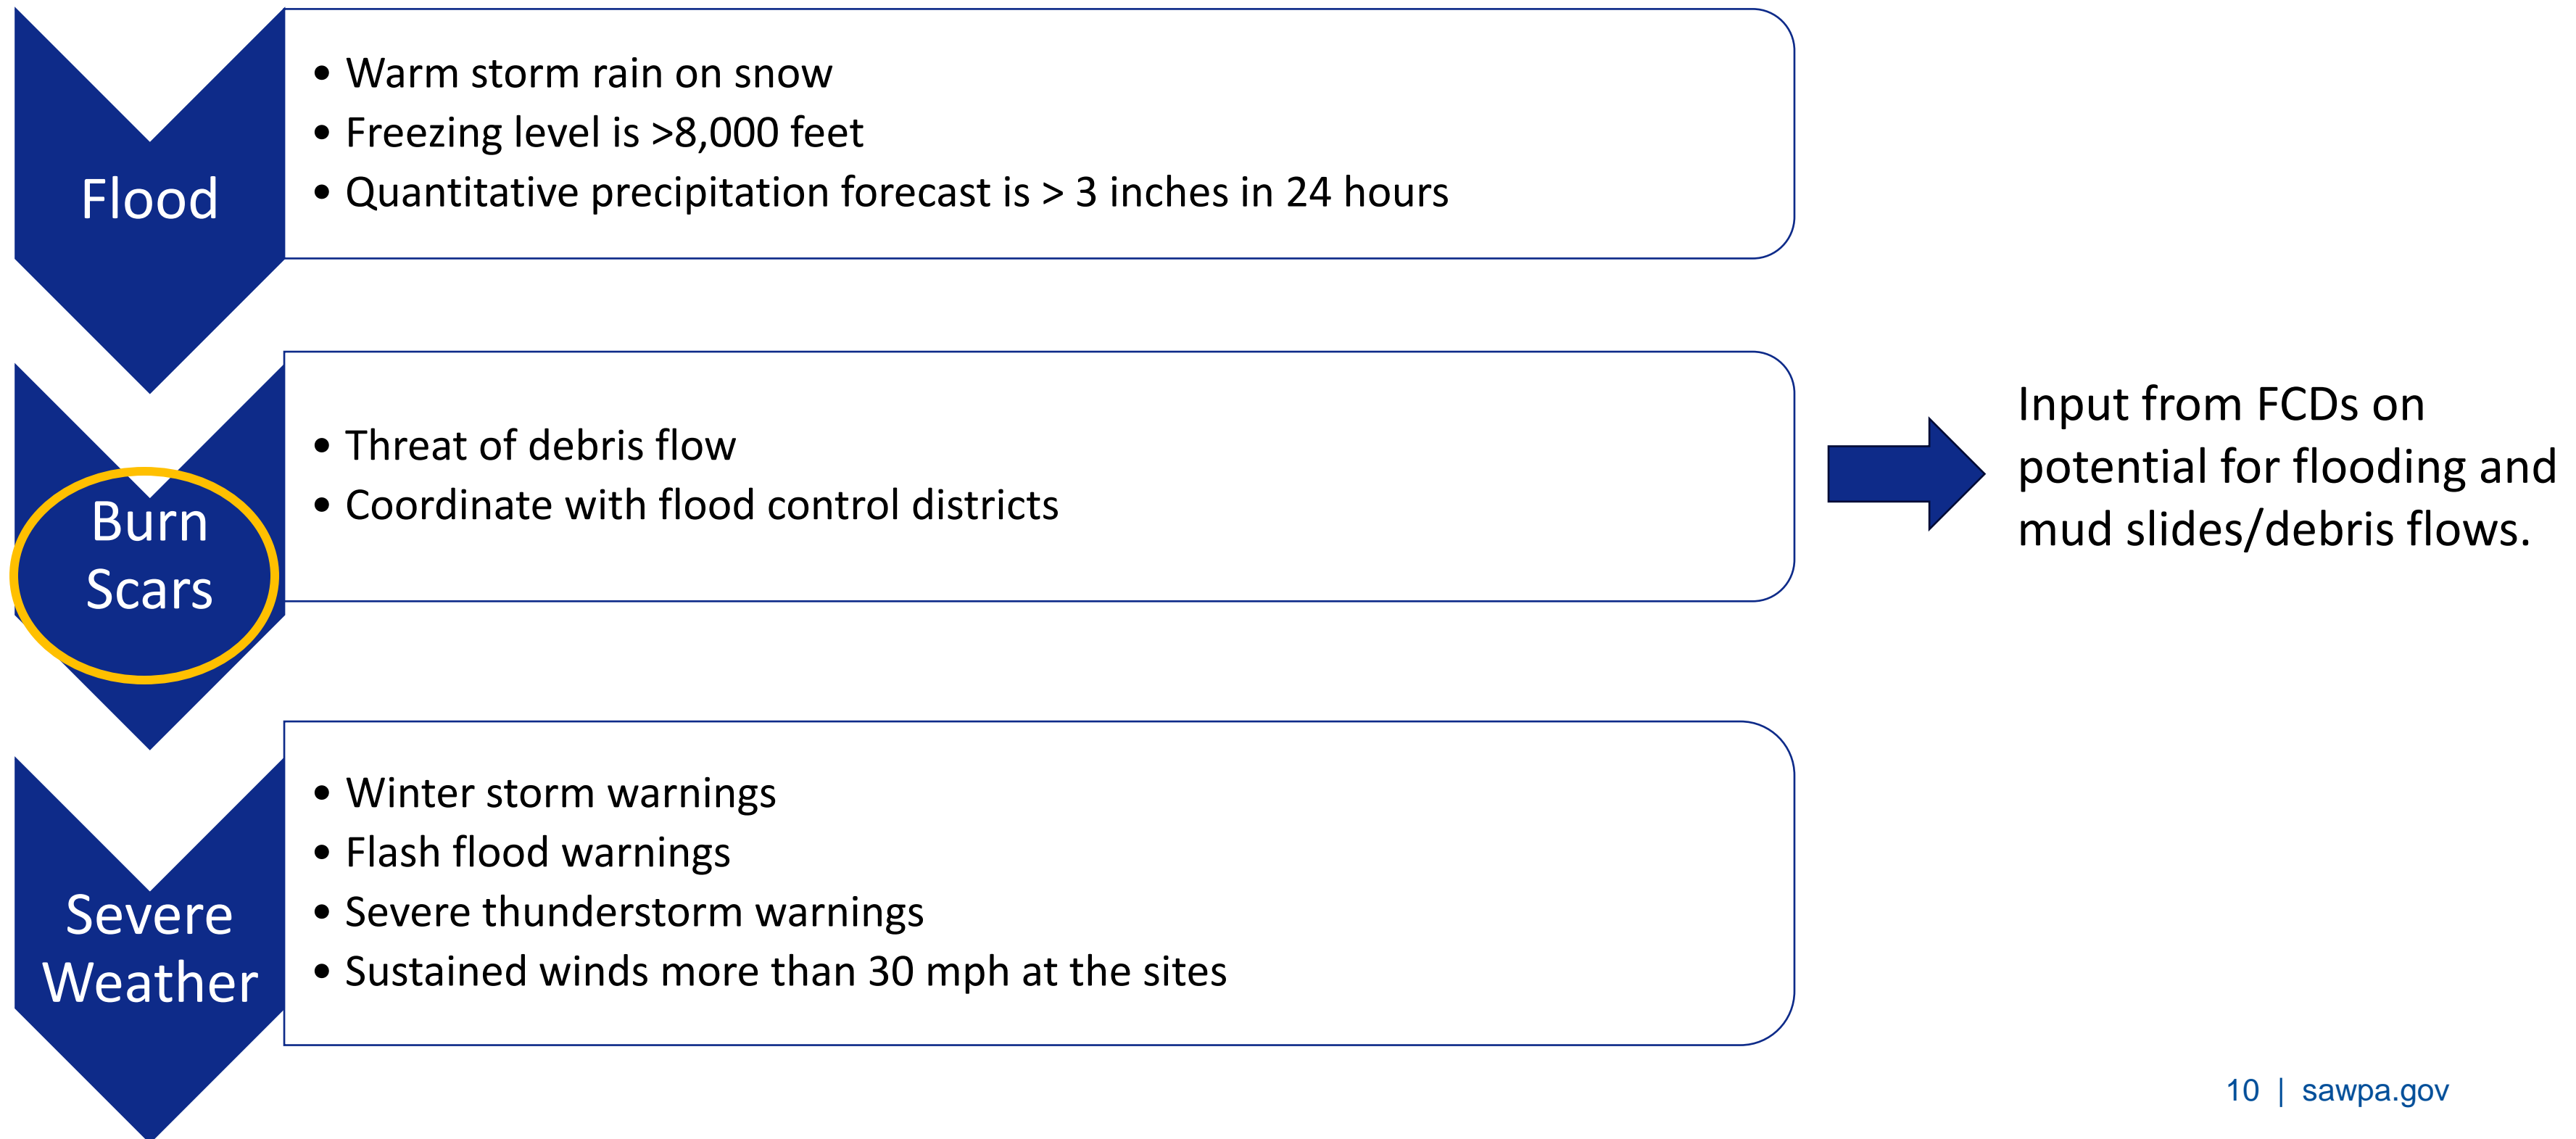 Flood
• Warm storm rain on snow
• Freezing level is >8,000 feet
• Quantitative precipitation forecast is > 3 inches in 24 hours
Burn
Scars
• Threat of debris flow
• Coordinate with flood control districts
Input from FCDs on
potential for flooding and
mud slides/debris flows.
Severe
Weather
• Winter storm warnings
• Flash flood warnings
• Severe thunderstorm warnings
• Sustained winds more than 30 mph at the sites
10 | sawpa.gov